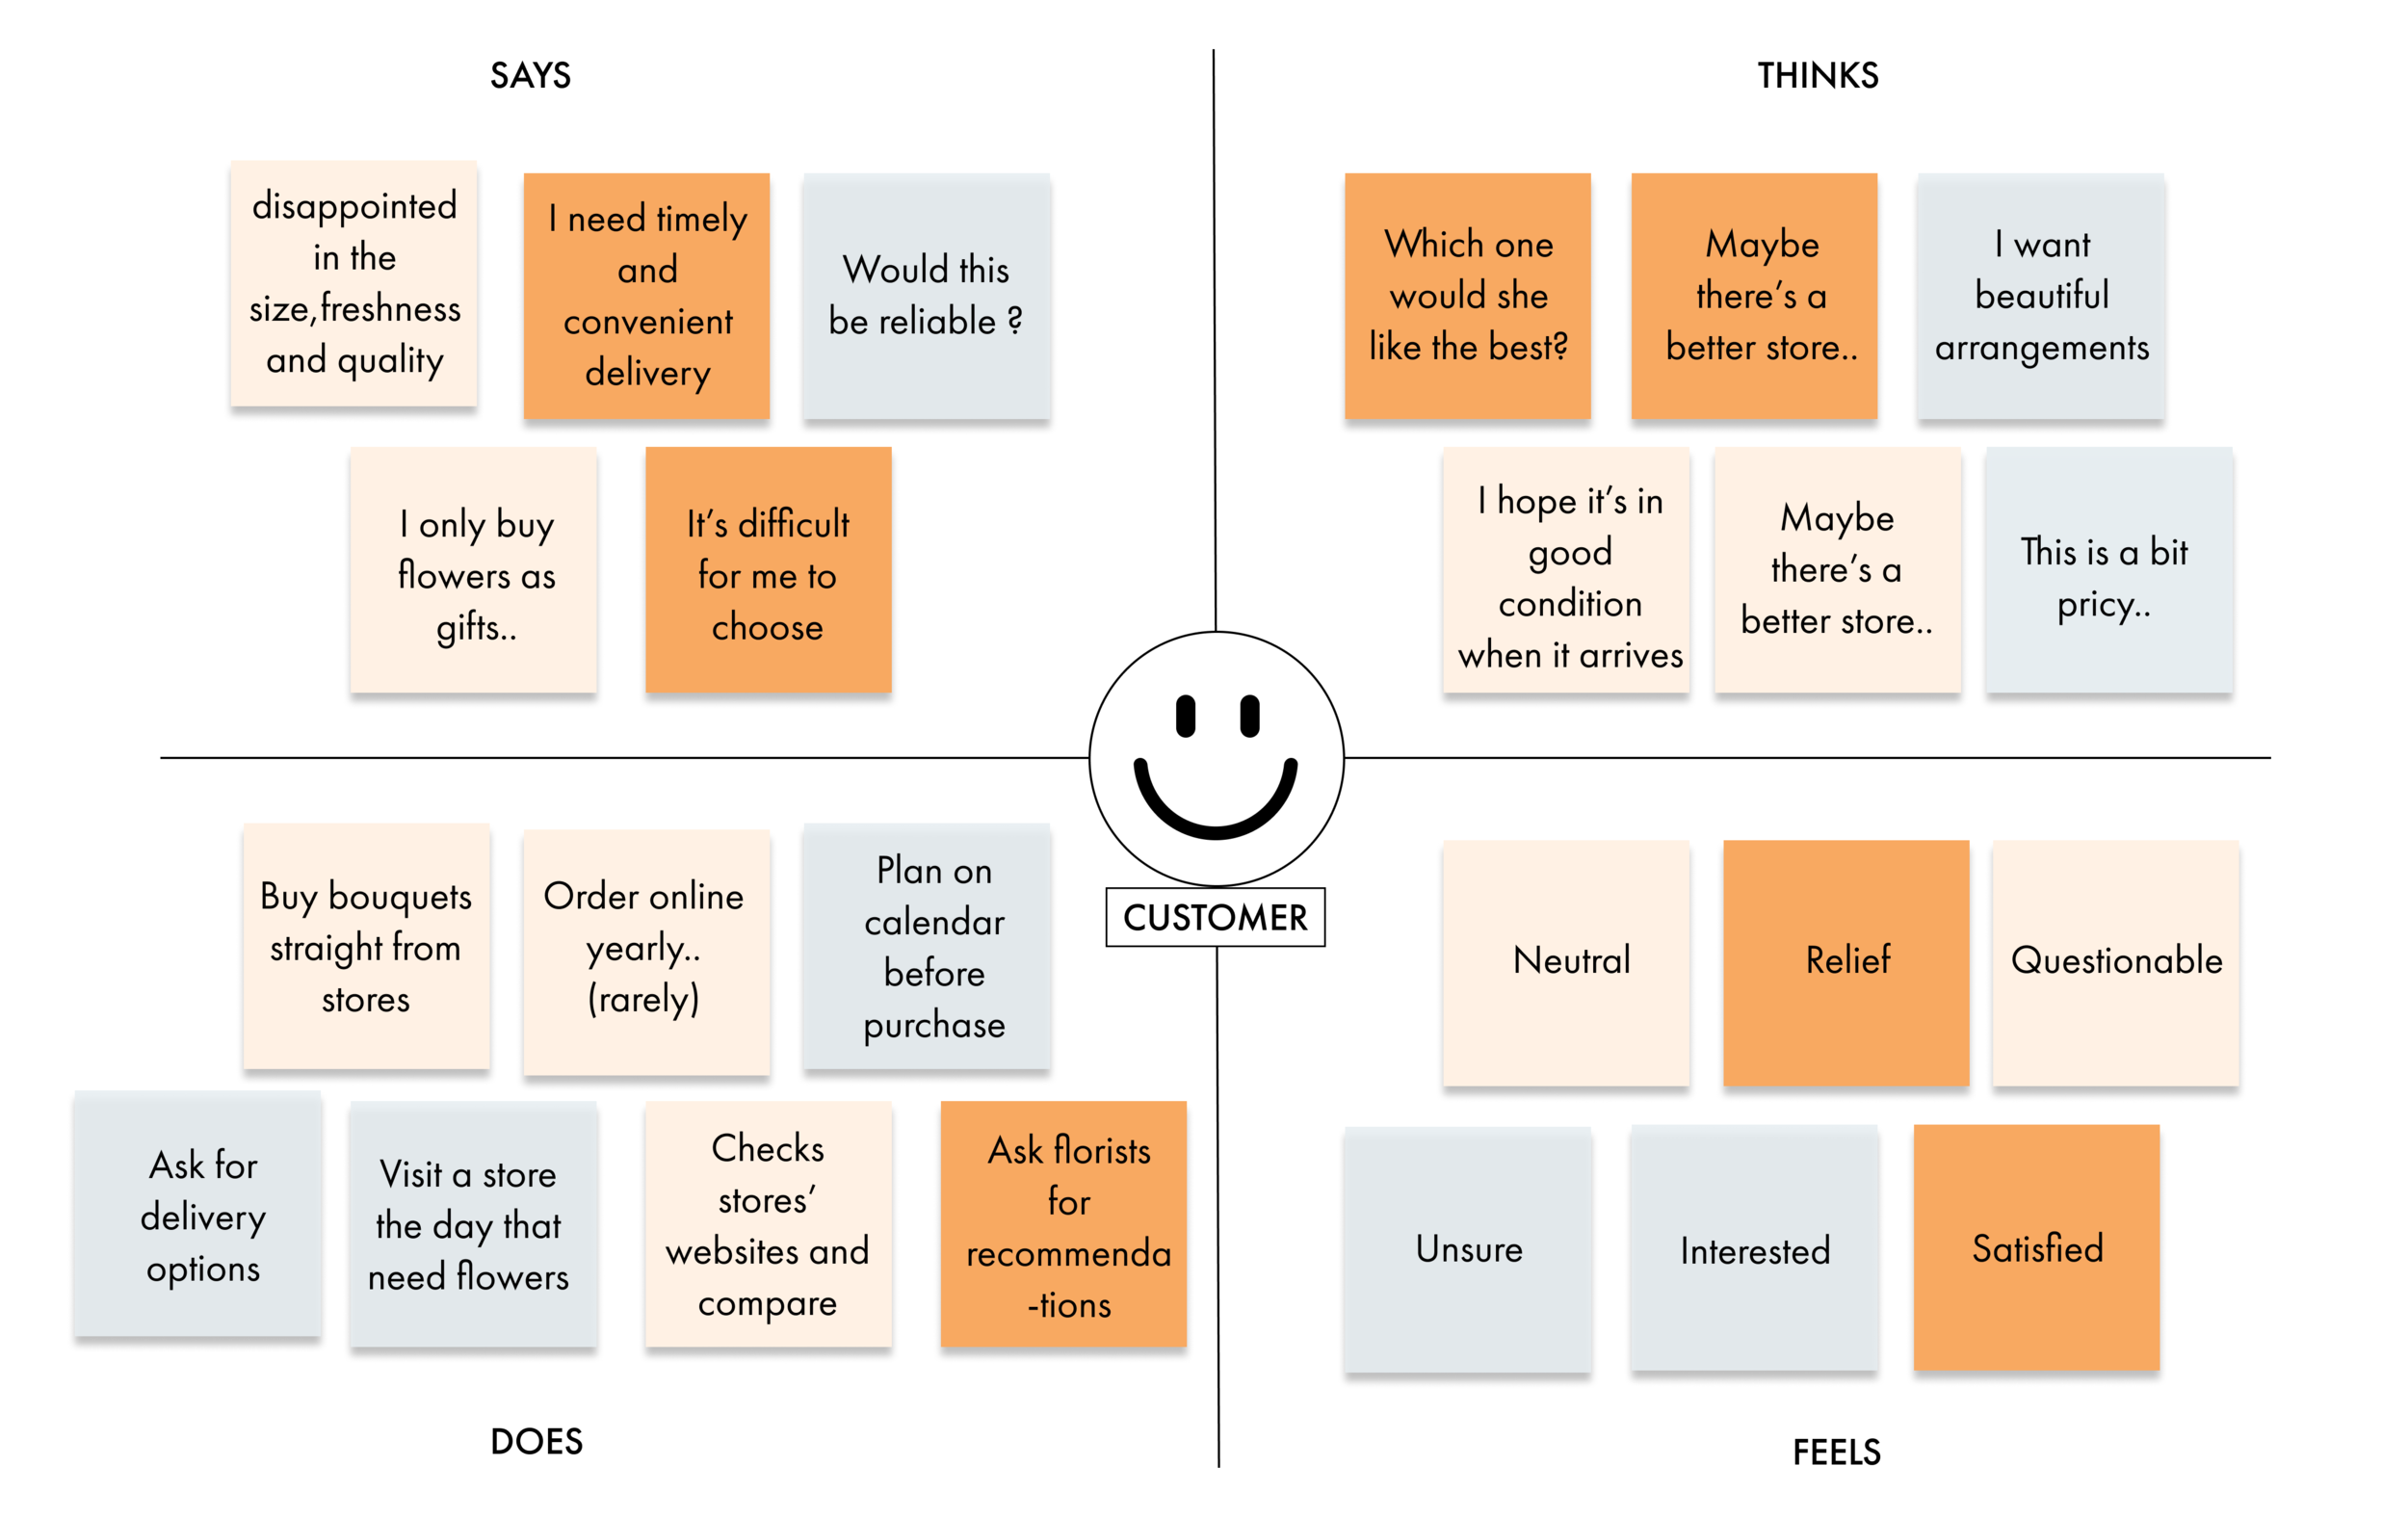 SAYS
disappointed
in the
size,freshness
and quality
I need timely
and
convenient
delivery
Would this
be reliable ?
I only buy
flowers as
gifts..
It's difficult
for me to
choose
THINKS
Which one
would she
like the best?
Maybe
there's a
better store..
I want
beautiful
arrangements
I hope it's in
good
condition
when it arrives
Maybe
there's a
better store..
This is a bit
pricy..
CUSTOMER
Buy bouquets
straight from
stores
Order online
yearly..
(rarely)
Plan on
calendar
before
purchase
Ask for
delivery
options
Visit a store
the day that
need flowers
Checks
stores'
websites and
compare
Ask florists
for
recommenda
-tions
DOES
Neutral
Relief
Questionable
Unsure
Interested
Satisfied
FEELS